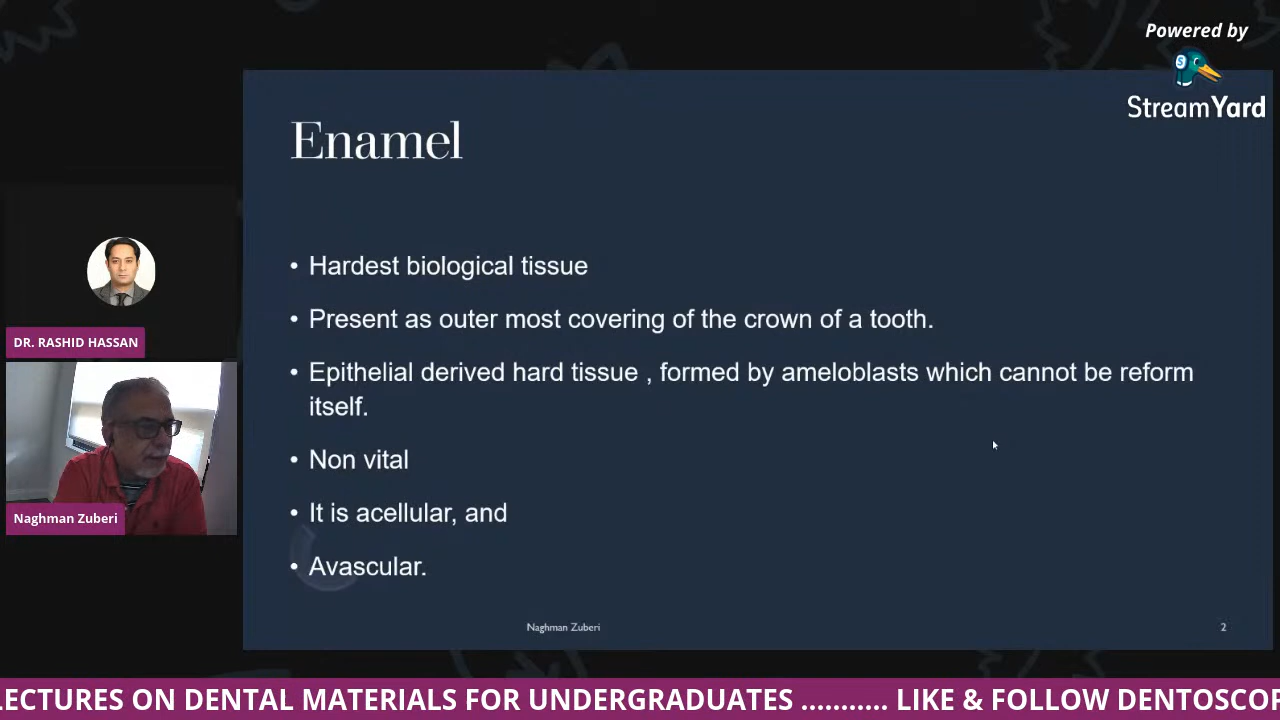 Powered by
StreamYard
Enamel
• Hardest biological tissue
• Present as outer most covering of the crown of a tooth.
• Epithelial derived hard tissue , formed by ameloblasts which cannot be reform
itself.
• Non vital
• It is acellular, and
• Avascular.
Naghman Zuberi
2
DR. RASHID HASSAN
Naghman Zuberi
LECTURES ON DENTAL MATERIALS FOR UNDERGRADUATES ........... LIKE & FOLLOW DENTOSCOP